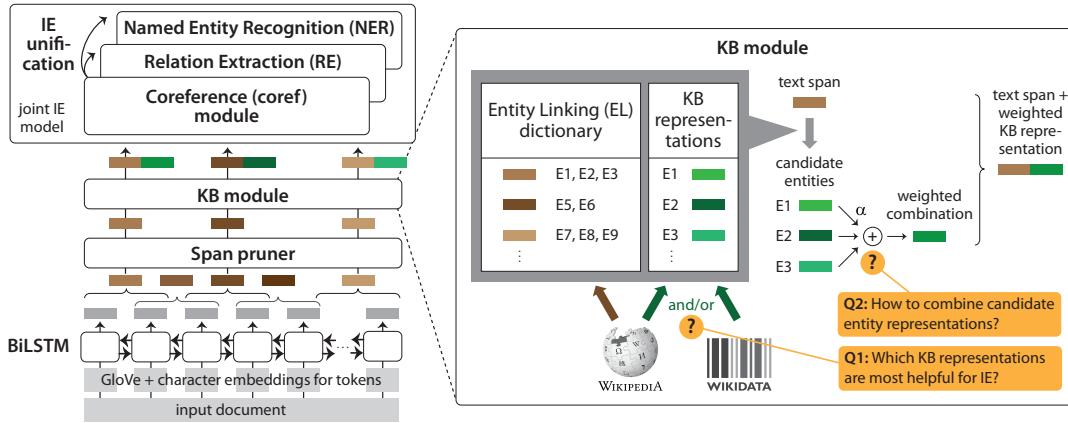 IE
unifi-
cation
joint IE
model
Named Entity Recognition (NER)
Relation Extraction (RE)
Coreference (coref)
module
KB module
Span pruner
BiLSTM
...
GloVe + character embeddings for tokens
input document
KB module
Entity Linking (EL)
dictionary
E1, E2, E3
E5, E6
E7, E8, E9
⋮
KB
represen-
tations
E1
E2
E3
⋮
text span
candidate
entities
E1
E2
E3
α
+
?
weighted
combination
text span +
weighted
KB repre-
sentation
and/or
?
WIKIPEDIA
WIKIDATA
Q2: How to combine candidate
entity representations?
Q1: Which KB representations
are most helpful for IE?